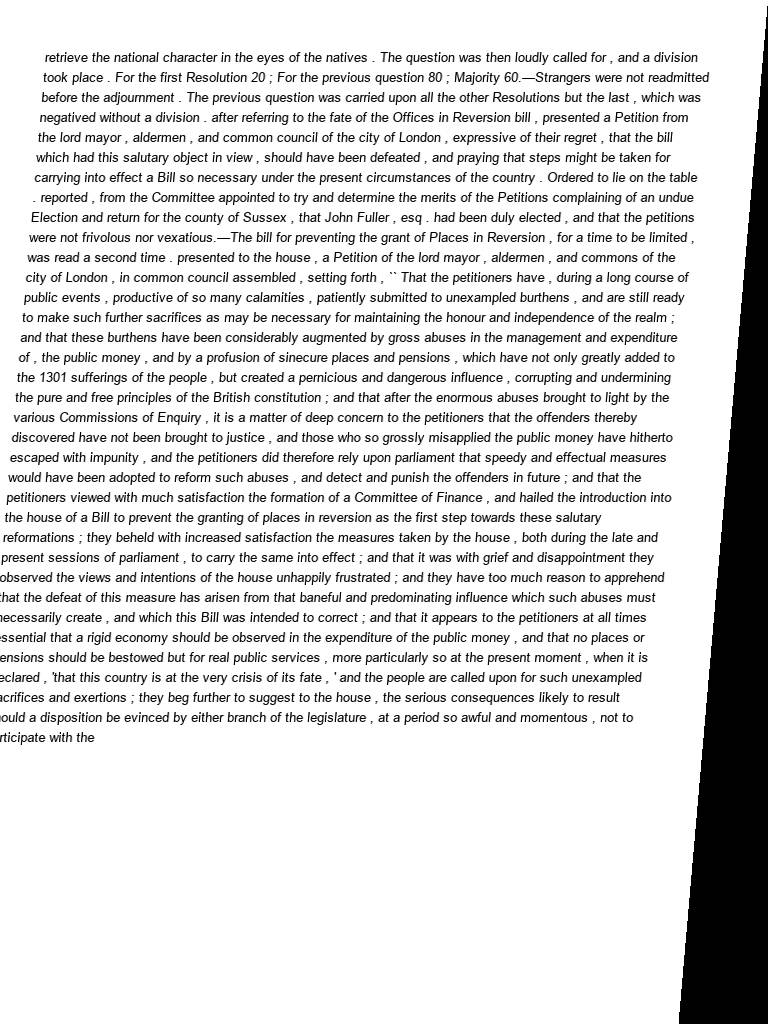 retrieve the national character in the eyes of the natives . The question was then loudly called for , and a division
took place . For the first Resolution 20 ; For the previous question 80 ; Majority 60.—Strangers were not readmitted
before the adjournment . The previous question was carried upon all the other Resolutions but the last , which was
negatived without a division . after referring to the fate of the Offices in Reversion bill , presented a Petition from
the lord mayor , aldermen , and common council of the city of London , expressive of their regret , that the bill
which had this salutary object in view , should have been defeated , and praying that steps might be taken for
carrying into effect a Bill so necessary under the present circumstances of the country . Ordered to lie on the table
. reported , from the Committee appointed to try and determine the merits of the Petitions complaining of an undue
Election and return for the county of Sussex , that John Fuller , esq . had been duly elected , and that the petitions
were not frivolous nor vexatious.—The bill for preventing the grant of Places in Reversion , for a time to be limited ,
was read a second time . presented to the house , a Petition of the lord mayor , aldermen , and commons of the
city of London , in common council assembled , setting forth , `` That the petitioners have , during a long course of
public events , productive of so many calamities , patiently submitted to unexampled burthens , and are still ready
to make such further sacrifices as may be necessary for maintaining the honour and independence of the realm ;
and that these burthens have been considerably augmented by gross abuses in the management and expenditure
of , the public money , and by a profusion of sinecure places and pensions , which have not only greatly added to
the 1301 sufferings of the people , but created a pernicious and dangerous influence , corrupting and undermining
the pure and free principles of the British constitution ; and that after the enormous abuses brought to light by the
various Commissions of Enquiry , it is a matter of deep concern to the petitioners that the offenders thereby
discovered have not been brought to justice , and those who so grossly misapplied the public money have hitherto
escaped with impunity , and the petitioners did therefore rely upon parliament that speedy and effectual measures
would have been adopted to reform such abuses , and detect and punish the offenders in future ; and that the
petitioners viewed with much satisfaction the formation of a Committee of Finance , and hailed the introduction into
the house of a Bill to prevent the granting of places in reversion as the first step towards these salutary
reformations ; they beheld with increased satisfaction the measures taken by the house , both during the late and
present sessions of parliament , to carry the same into effect ; and that it was with grief and disappointment they
observed the views and intentions of the house unhappily frustrated ; and they have too much reason to apprehend
that the defeat of this measure has arisen from that baneful and predominating influence which such abuses must
necessarily create , and which this Bill was intended to correct ; and that it appears to the petitioners at all times
essential that a rigid economy should be observed in the expenditure of the public money , and that no places or
ensions should be bestowed but for real public services , more particularly so at the present moment , when it is
eclared , 'that this country is at the very crisis of its fate , ' and the people are called upon for such unexampled
acrifices and exertions ; they beg further to suggest to the house , the serious consequences likely to result
ould a disposition be evinced by either branch of the legislature , at a period so awful and momentous , not to
rticipate with the